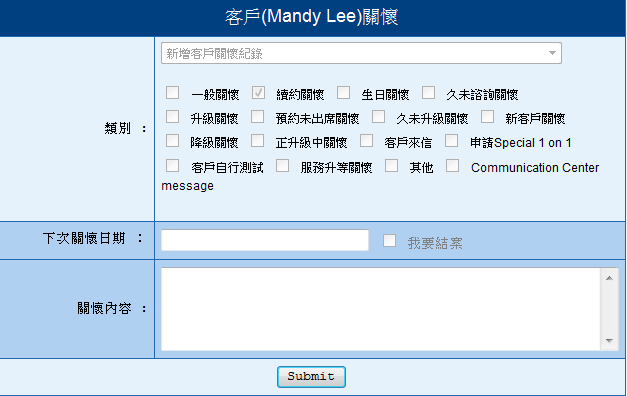 客戶(Mandy Lee)關懷
新增客戶關懷紀錄
類別 :
一般關懷 續約關懷 生日關懷 久未諮詢關懷
升級關懷 預約未出席關懷 久未升級關懷 新客戶關懷
降級關懷 正升級中關懷 客戶來信 申請Special 1 on 1
客戶自行測試 服務升等關懷 其他 Communication Center
message
下次關懷日期 : 我要結案
關懷內容 :
Submit